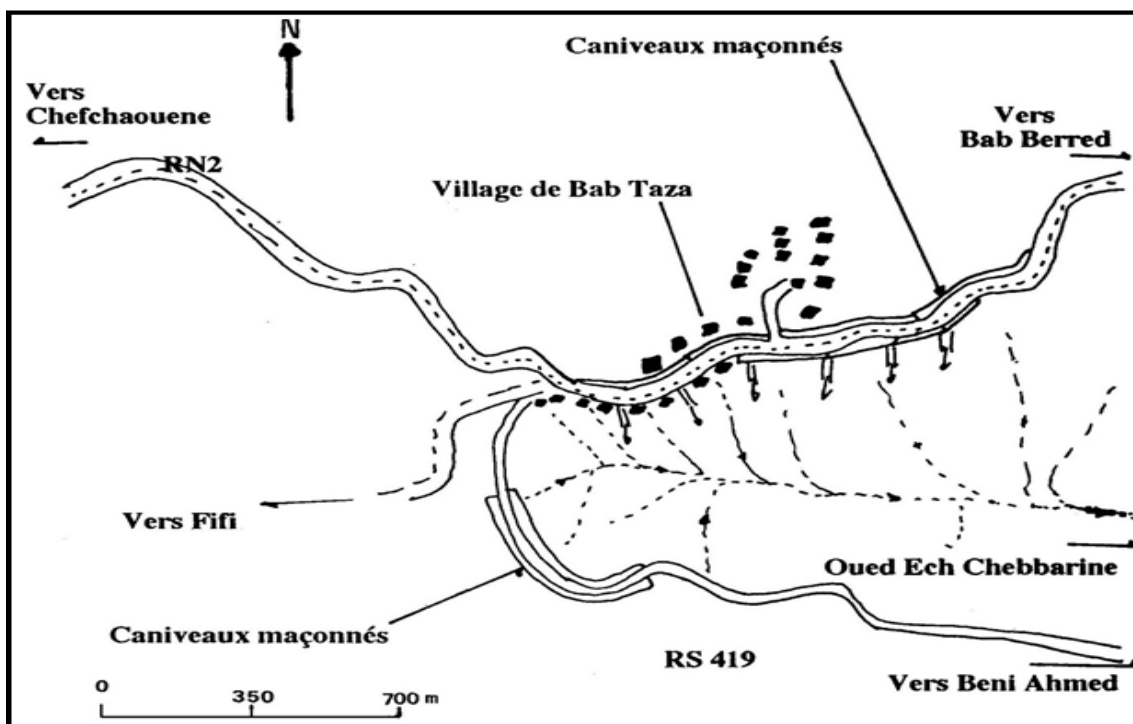 N
Caniveaux maçonnés
Vers
Chefchaouene
Vers
Bab Berred
RN2
Village de Bab Taza
Vers Fifi
Oued Ech Chebbarine
Caniveaux maçonnés
RS 419
Vers Beni Ahmed
0 350 700 m